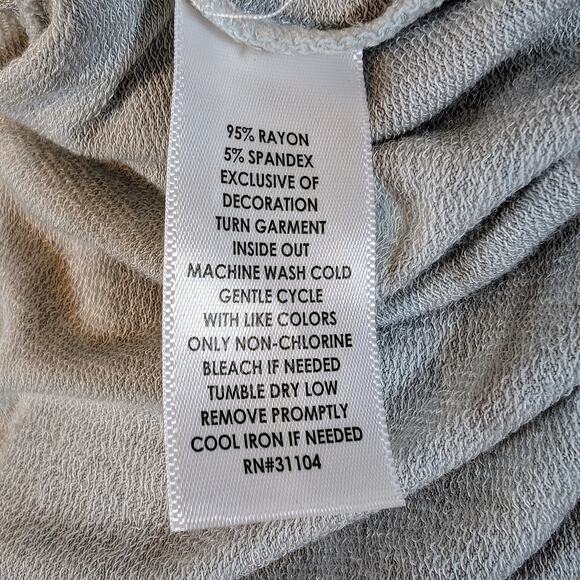 95% RAYON
5% SPANDEX
EXCLUSIVE OF
DECORATION
TURN GARMENT
INSIDE OUT
MACHINE WASH COLD
GENTLE CYCLE
WITH LIKE COLORS
ONLY NON-CHLORINE
BLEACH IF NEEDED
TUMBLE DRY LOW
REMOVE PROMPTLY
COOL IRON IF NEEDED
RN#31104